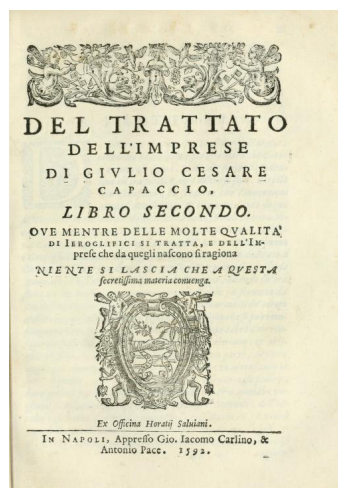 DEL TRATTATO
DELL'IMPRESE
DI GIVLIO CESARE
CAPACCIO,
LIBRO SECONDO.
OVE MENTRE DELLE MOLTE QVALITA'
DI IEROGLIFICI SI TRATTA, E DELL'IM-
prese che da quegli nascono si ragiona
NIENTE SI LASCIA CHE A QVESTA
secretissima materia conuenga.
Ex Officina Horatij Saluiani.
IN NAPOLI, Appresso Gio. Iacomo Carlino, &
Antonio Pace. 1592.